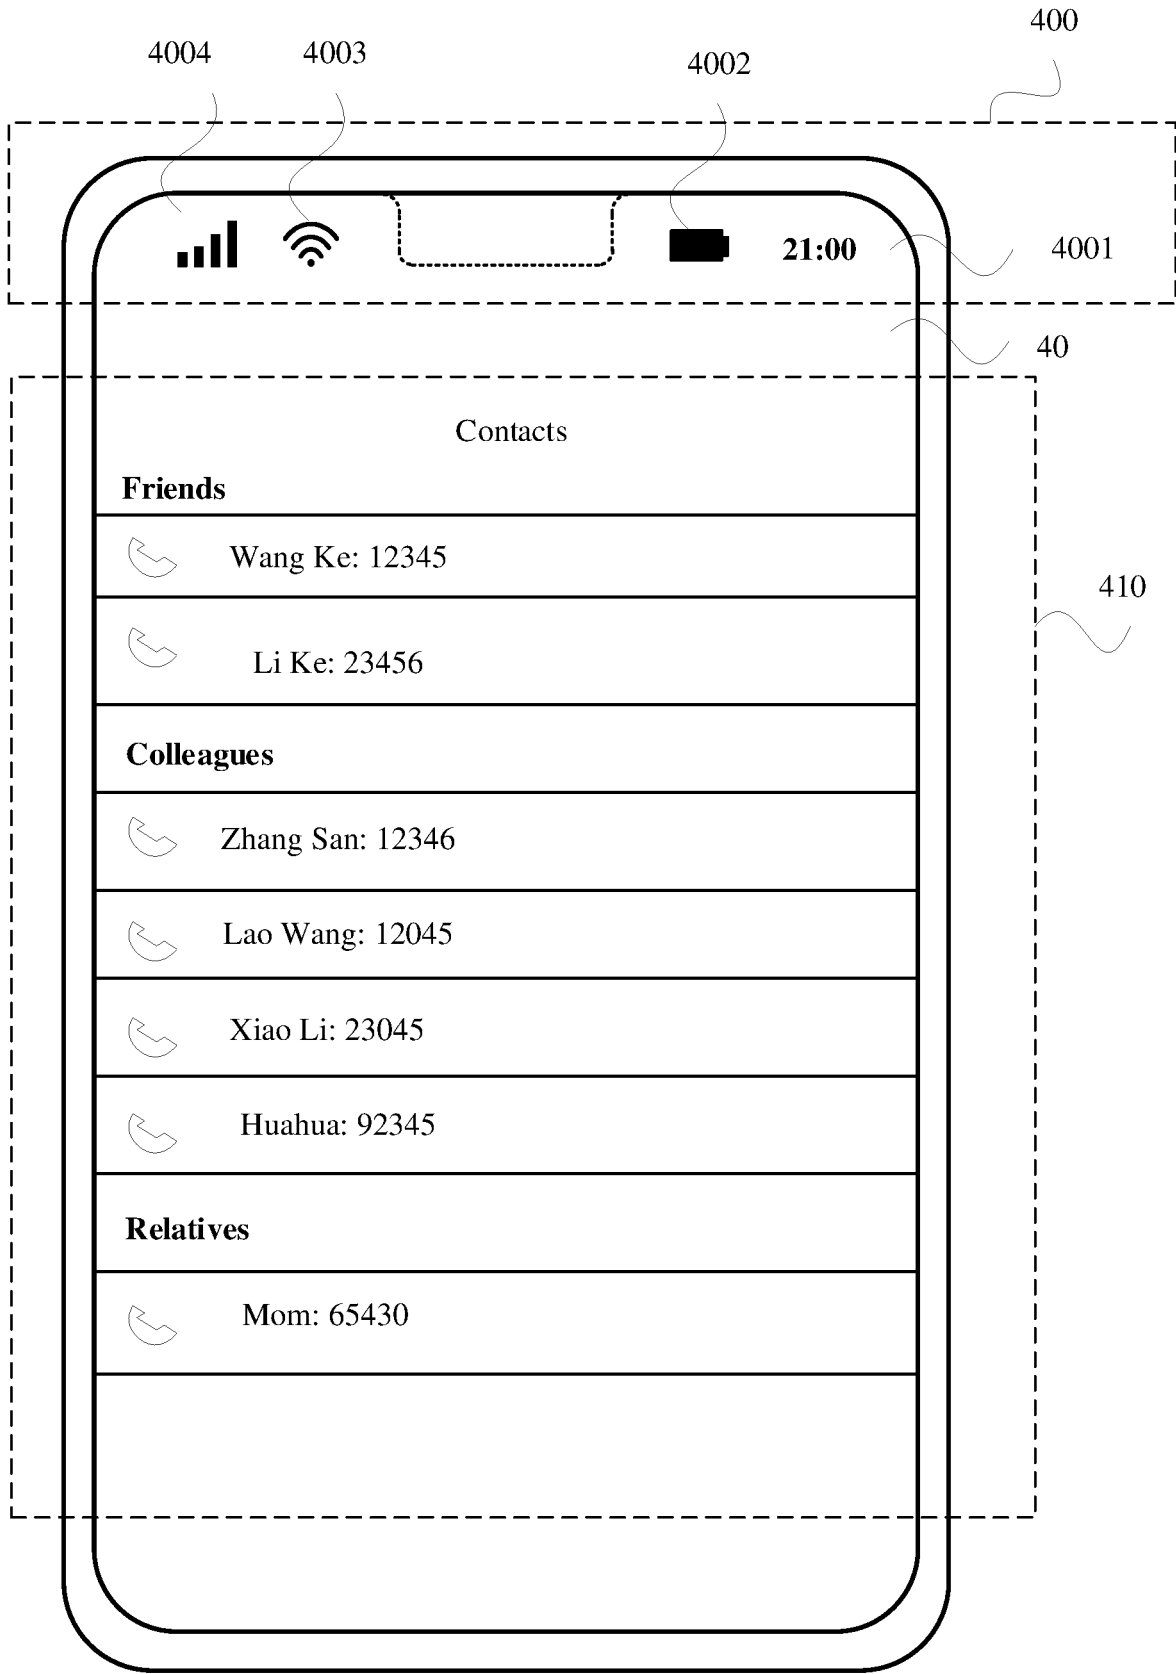 400
4004
4003
4002
21:00
4001
40
Contacts
Friends
Wang Ke: 12345
410
Li Ke: 23456
Colleagues
Zhang San: 12346
Lao Wang: 12045
Xiao Li: 23045
Huahua: 92345
Relatives
Mom: 65430